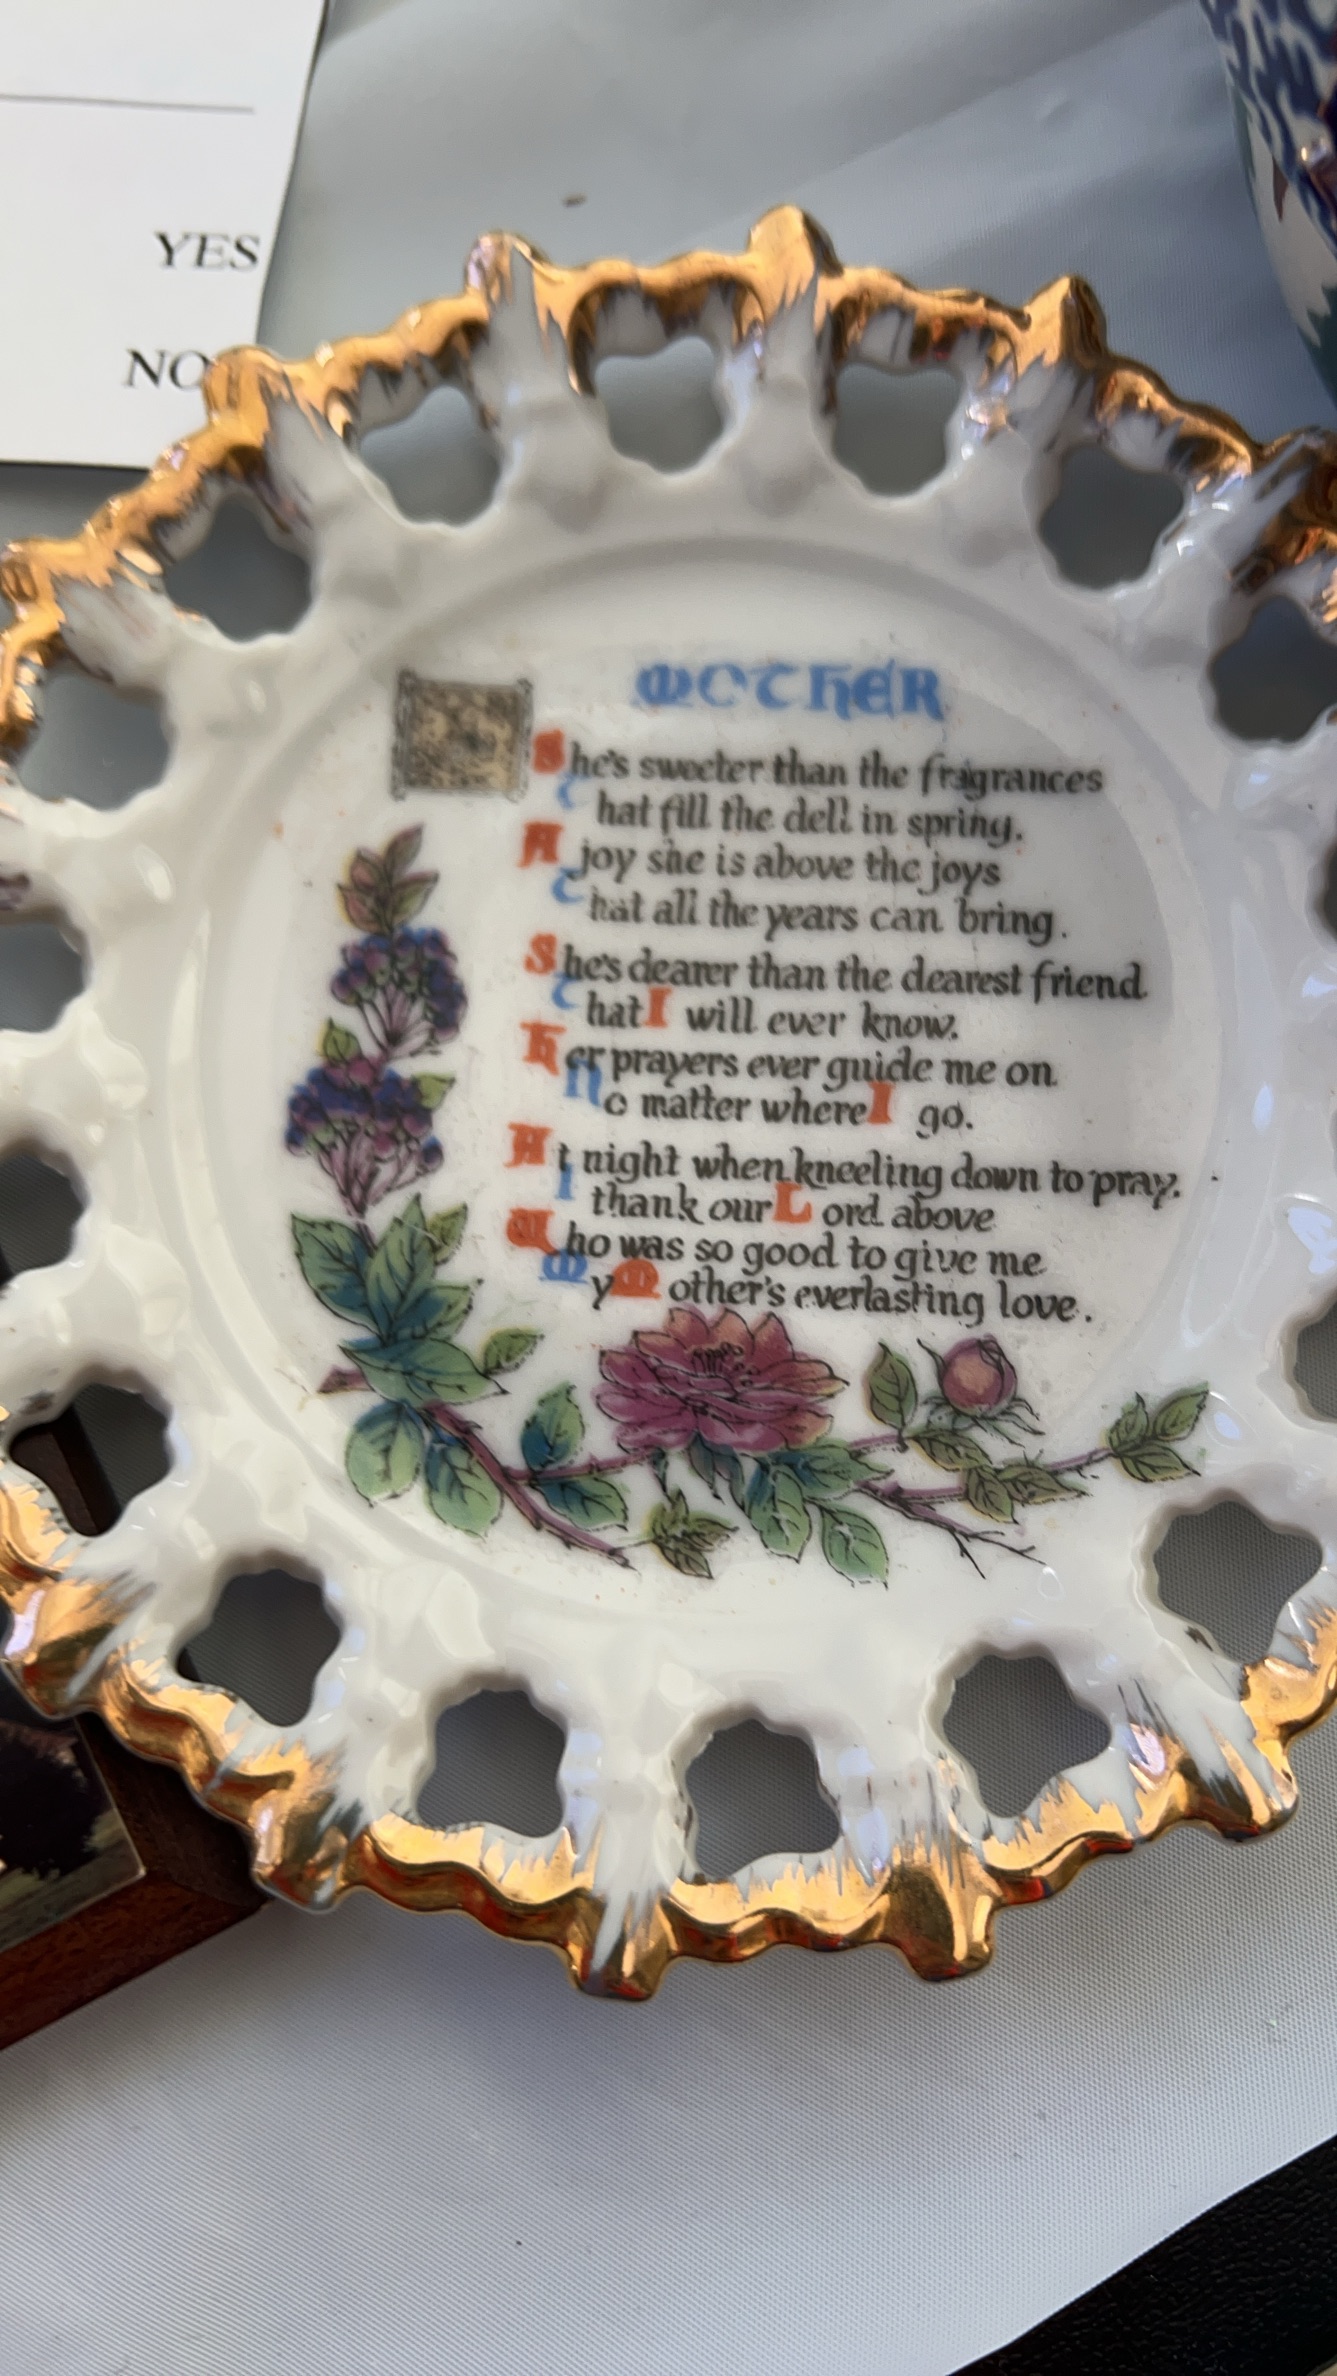 YES
NO
MOTHER
She's sweeter than the fragrances
That fill the dell in spring.
A joy she is above the joys
That all the years can bring.
She's dearer than the dearest friend
That I will ever know.
Her prayers ever guide me on
No matter where I go.
At night when kneeling down to pray,
I thank our Lord above
Who was so good to give me
My Mother's everlasting love.